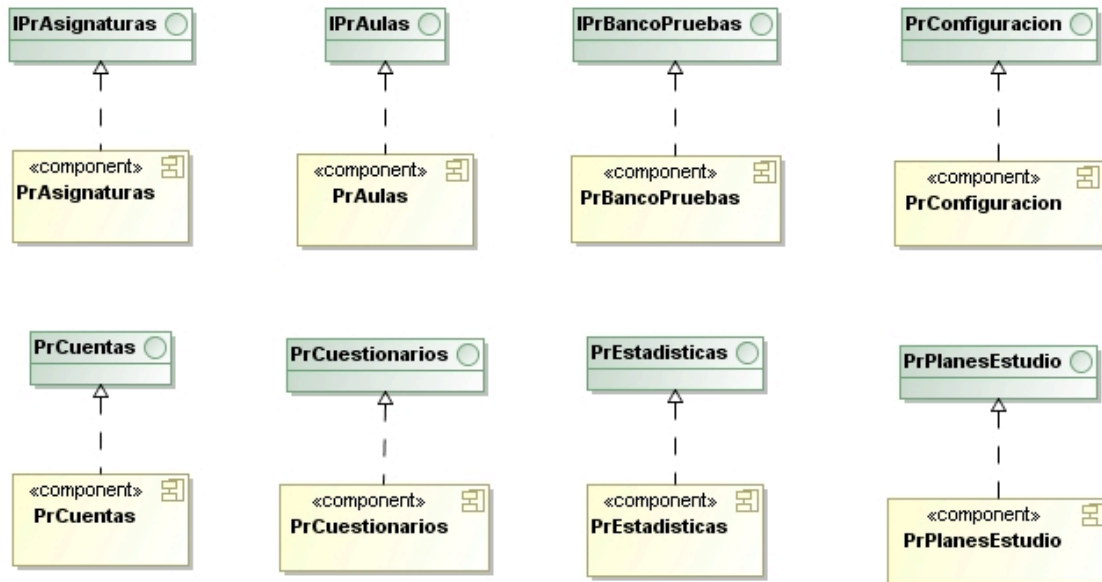 IPrAsignaturas
IPrAulas
IPrBancoPruebas
PrConfiguracion
«component»
PrAsignaturas
«component»
PrAulas
«component»
PrBancoPruebas
«component»
PrConfiguracion
PrCuentas
PrCuestionarios
PrEstadisticas
PrPlanesEstudio
«component»
PrCuentas
«component»
PrCuestionarios
«component»
PrEstadisticas
«component»
PrPlanesEstudio